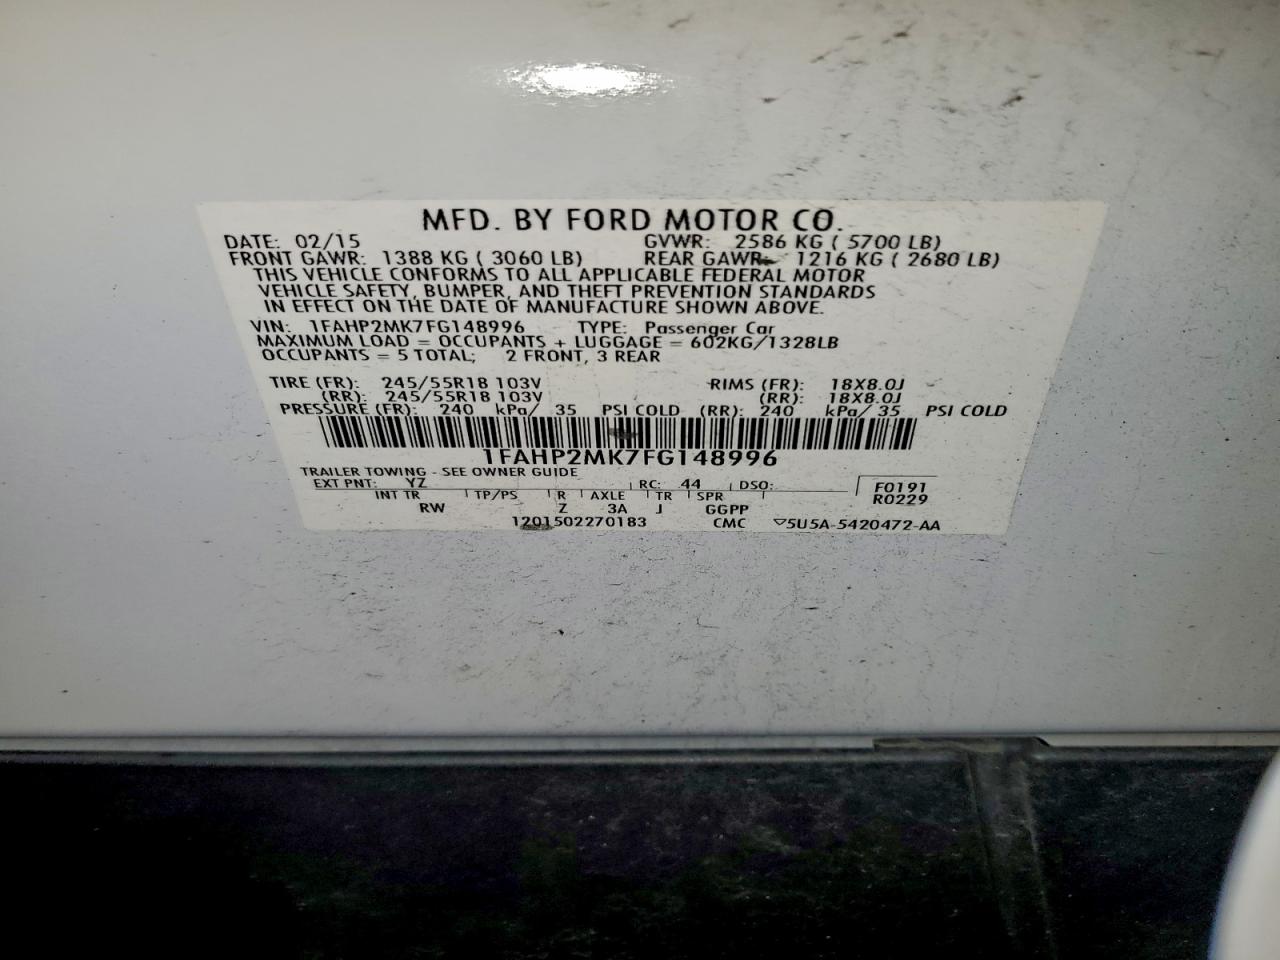 MFD. BY FORD MOTOR CO.
DATE: 02/15 GVWR: 2586 KG ( 5700 LB)
FRONT GAWR: 1388 KG ( 3060 LB) REAR GAWR: 1216 KG ( 2680 LB)
THIS VEHICLE CONFORMS TO ALL APPLICABLE FEDERAL MOTOR
VEHICLE SAFETY, BUMPER, AND THEFT PREVENTION STANDARDS
IN EFFECT ON THE DATE OF MANUFACTURE SHOWN ABOVE.
VIN: 1FAHP2MK7FG148996 TYPE: Passenger Car
MAXIMUM LOAD = OCCUPANTS + LUGGAGE = 602KG/1328LB
OCCUPANTS = 5 TOTAL; 2 FRONT, 3 REAR
TIRE (FR): 245/55R18 103V RIMS (FR): 18X8.0J
(RR): 245/55R18 103V (RR): 18X8.0J
PRESSURE (FR): 240 kPa/ 35 PSI COLD (RR): 240 kPa/ 35 PSI COLD
1FAHP2MK7FG148996
TRAILER TOWING - SEE OWNER GUIDE
EXT PNT: YZ RC: 44 DSO: F0191
INT TR TP/PS R AXLE TR SPR R0229
RW Z 3A J GGPP
1201502270183 CMC ▽5U5A-5420472-AA